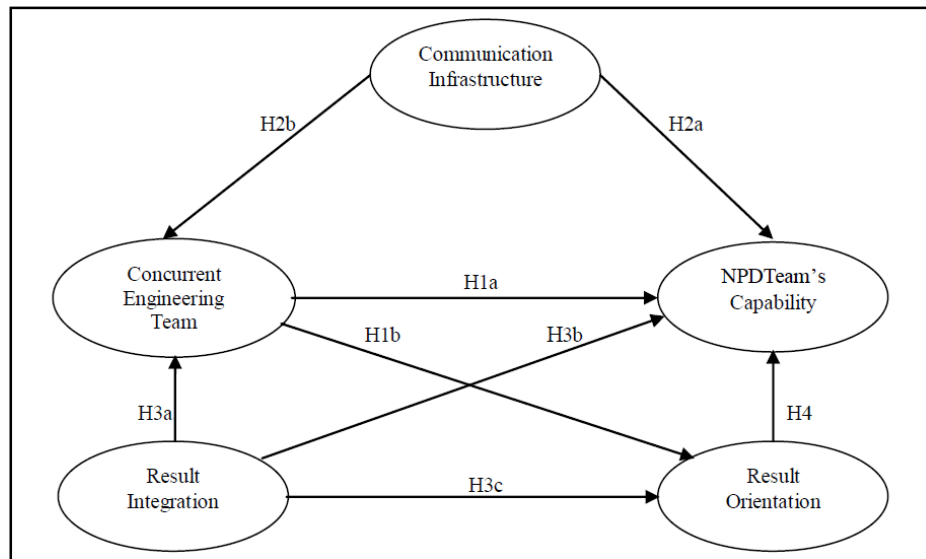 Communication
Infrastructure
H2b
H2a
Concurrent
Engineering
Team
NPDTeam’s
Capability
H1a
H1b
H3b
H3a
H4
Result
Integration
Result
Orientation
H3c